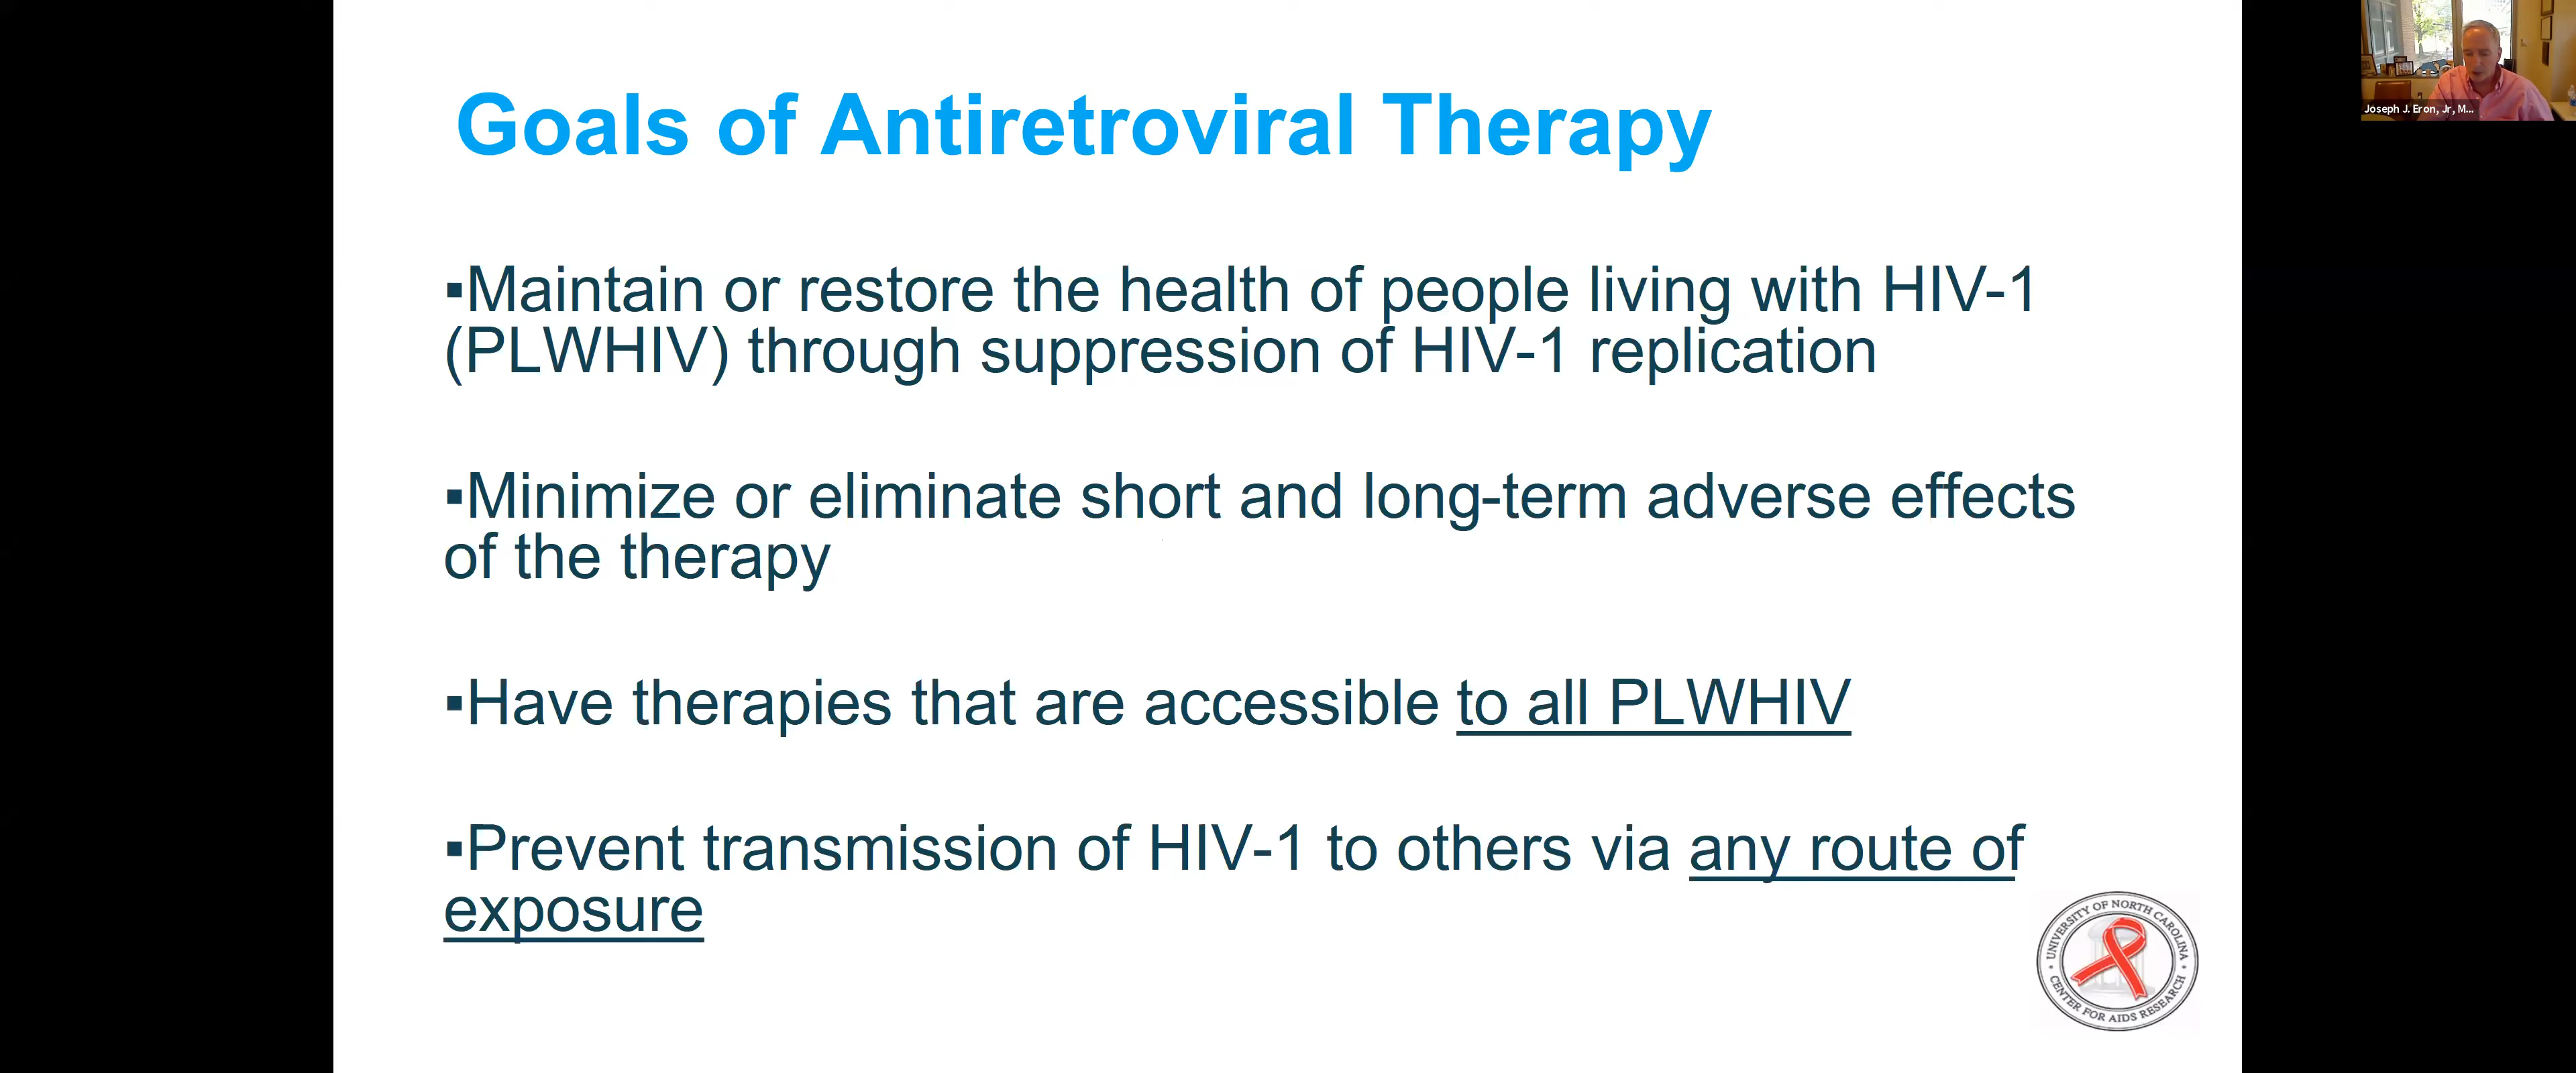 Goals of Antiretroviral Therapy
▪Maintain or restore the health of people living with HIV-1
(PLWHIV) through suppression of HIV-1 replication
▪Minimize or eliminate short and long-term adverse effects
of the therapy
▪Have therapies that are accessible to all PLWHIV
▪Prevent transmission of HIV-1 to others via any route of
exposure
UNIVERSITY OF NORTH CAROLINA
CENTER FOR AIDS RESEARCH
Joseph J. Eron, Jr, M...